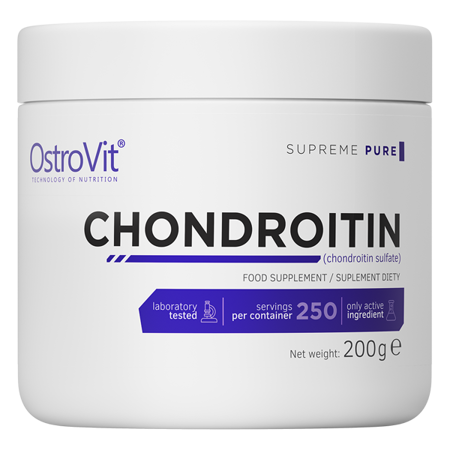 OstroVit®
TECHNOLOGY OF NUTRITION
SUPREME PURE
CHONDROITIN
(chondroitin sulfate)
FOOD SUPPLEMENT / SUPLEMENT DIETY
laboratory tested
servings per container 250
only active ingredient
Net weight: 200g ℮